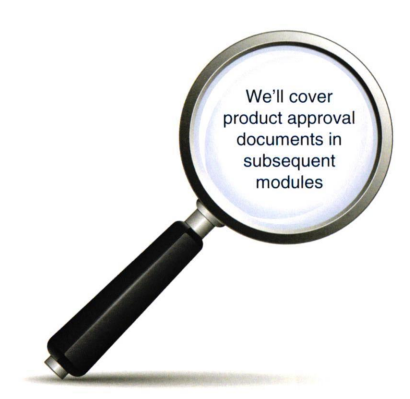 We'll cover
product approval
documents in
subsequent
modules